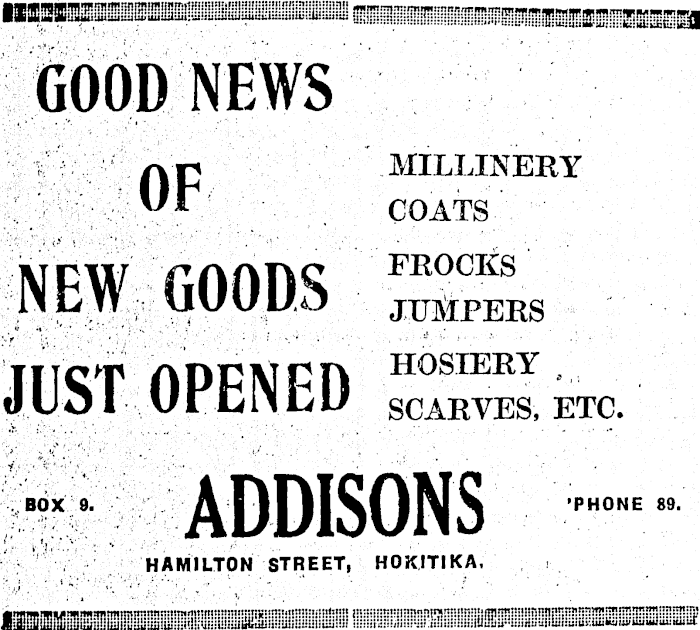 GOOD NEWS
OF
NEW GOODS
JUST OPENED
MILLINERY
COATS
FROCKS
JUMPERS
HOSIERY
SCARVES, ETC.
BOX 9.
ADDISONS
'PHONE 89.
HAMILTON STREET, HOKITIKA.